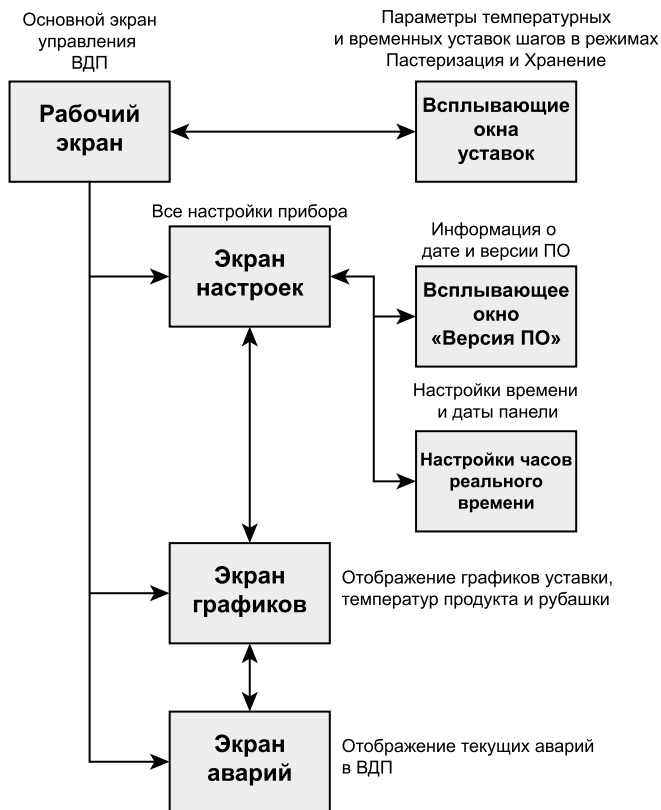 Основной экран
управления
ВДП
Рабочий
экран
Параметры температурных
и временных уставок шагов в режимах
Пастеризация и Хранение
Всплывающие
окна
уставок
Все настройки прибора
Экран
настроек
Информация о
дате и версии ПО
Всплывающее
окно
«Версия ПО»
Настройки времени
и даты панели
Настройки часов
реального
времени
Экран
графиков
Отображение графиков уставки,
температур продукта и рубашки
Экран
аварий
Отображение текущих аварий
в ВДП